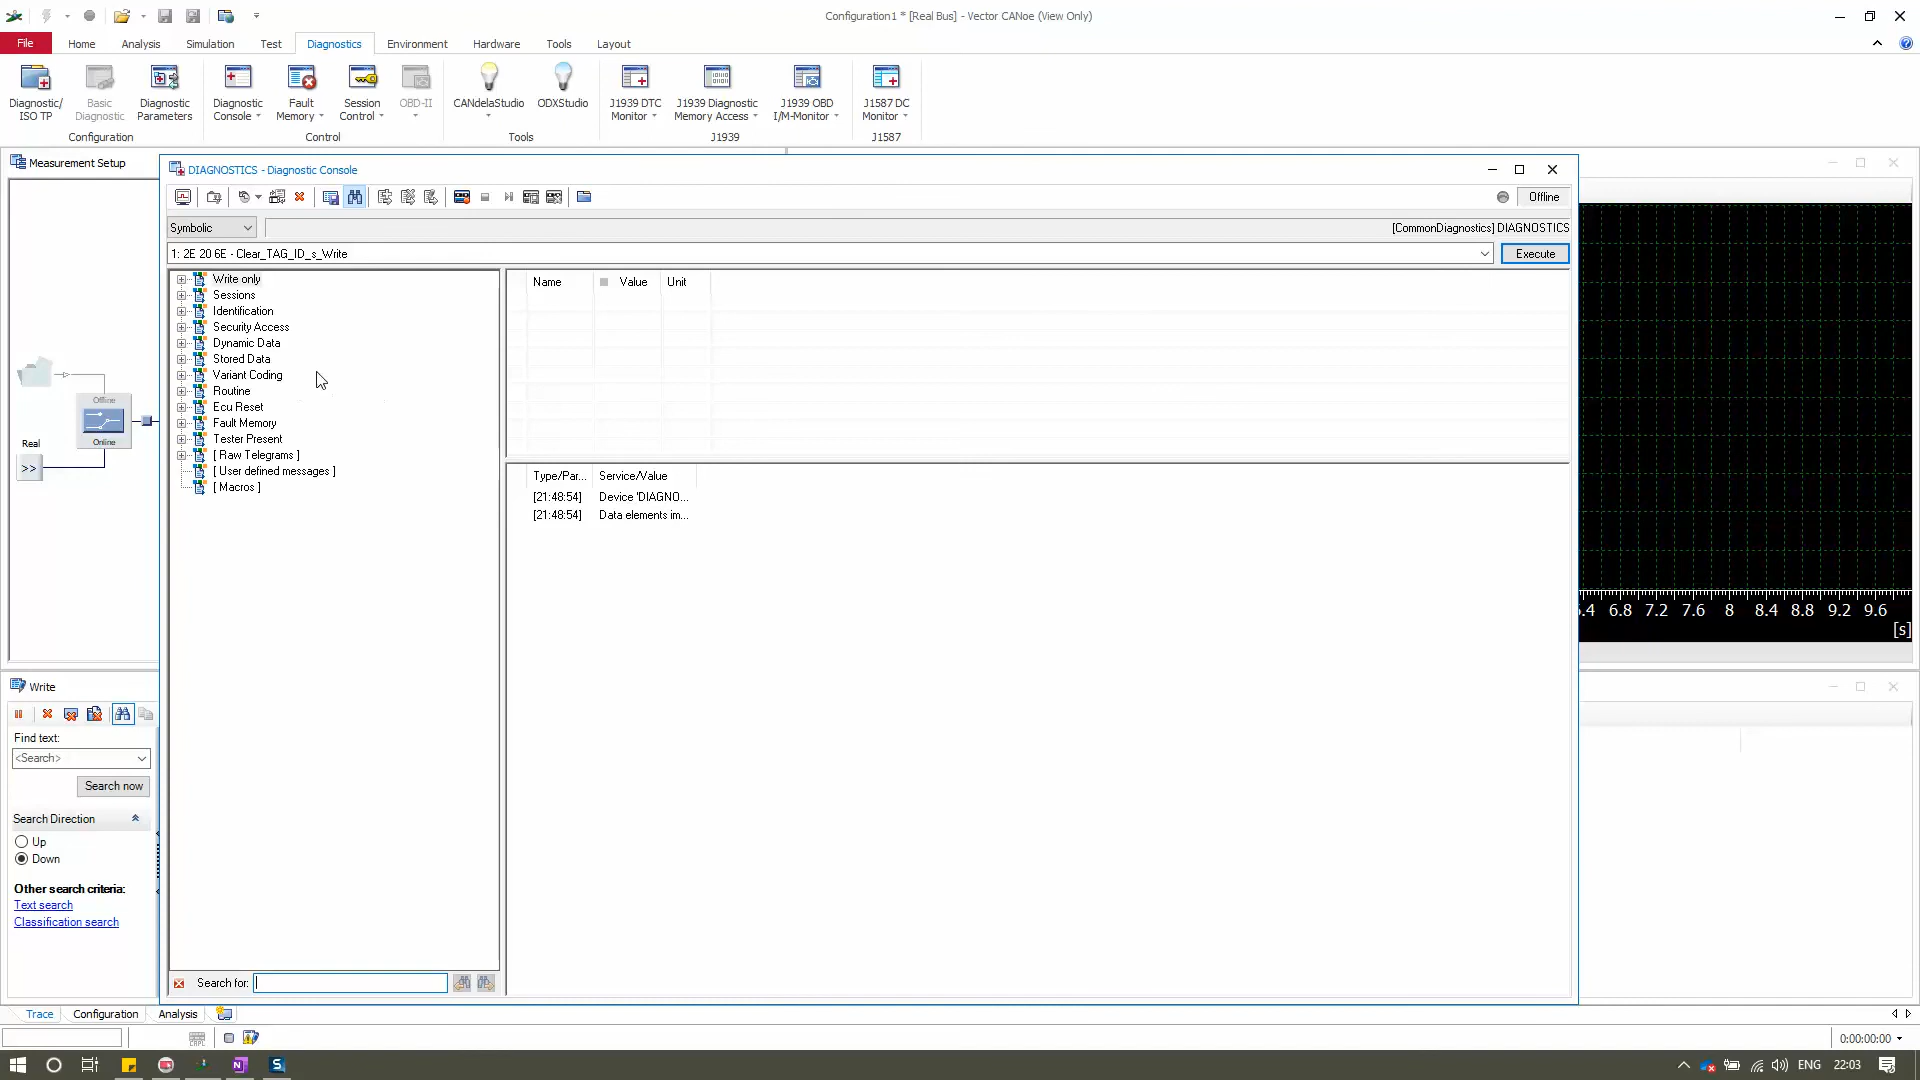 Configuration1 * [Real Bus] - Vector CANoe (View Only)
File Home Analysis Simulation Test Diagnostics Environment Hardware Tools Layout
Diagnostic/ ISO TP
Basic Diagnostic
Diagnostic Parameters
Diagnostic Console
Fault Memory
Session Control
OBD-II
CANdelaStudio
ODXStudio
J1939 DTC Monitor
J1939 Diagnostic Memory Access
J1939 OBD I/M-Monitor
J1587 DC Monitor
Configuration Control Tools J1939 J1587
Measurement Setup
DIAGNOSTICS - Diagnostic Console
Offline
Symbolic
[CommonDiagnostics] DIAGNOSTICS
1: 2E 20 6E - Clear_TAG_ID_s_Write
Execute
Write only
Sessions
Identification
Security Access
Dynamic Data
Stored Data
Variant Coding
Routine
Ecu Reset
Fault Memory
Tester Present
[ Raw Telegrams ]
[ User defined messages ]
[ Macros ]
Name Value Unit
Type/Par... Service/Value
[21:48:54] Device 'DIAGNO...
[21:48:54] Data elements im...
Offline
Online
Real
>>
.4 6.8 7.2 7.6 8 8.4 8.8 9.2 9.6
[s]
Write
Find text:
<Search>
Search now
Search Direction
Up
Down
Other search criteria:
Text search
Classification search
Search for:
Trace Configuration Analysis
CAPL
0:00:00:00
N
S
ENG
22:03